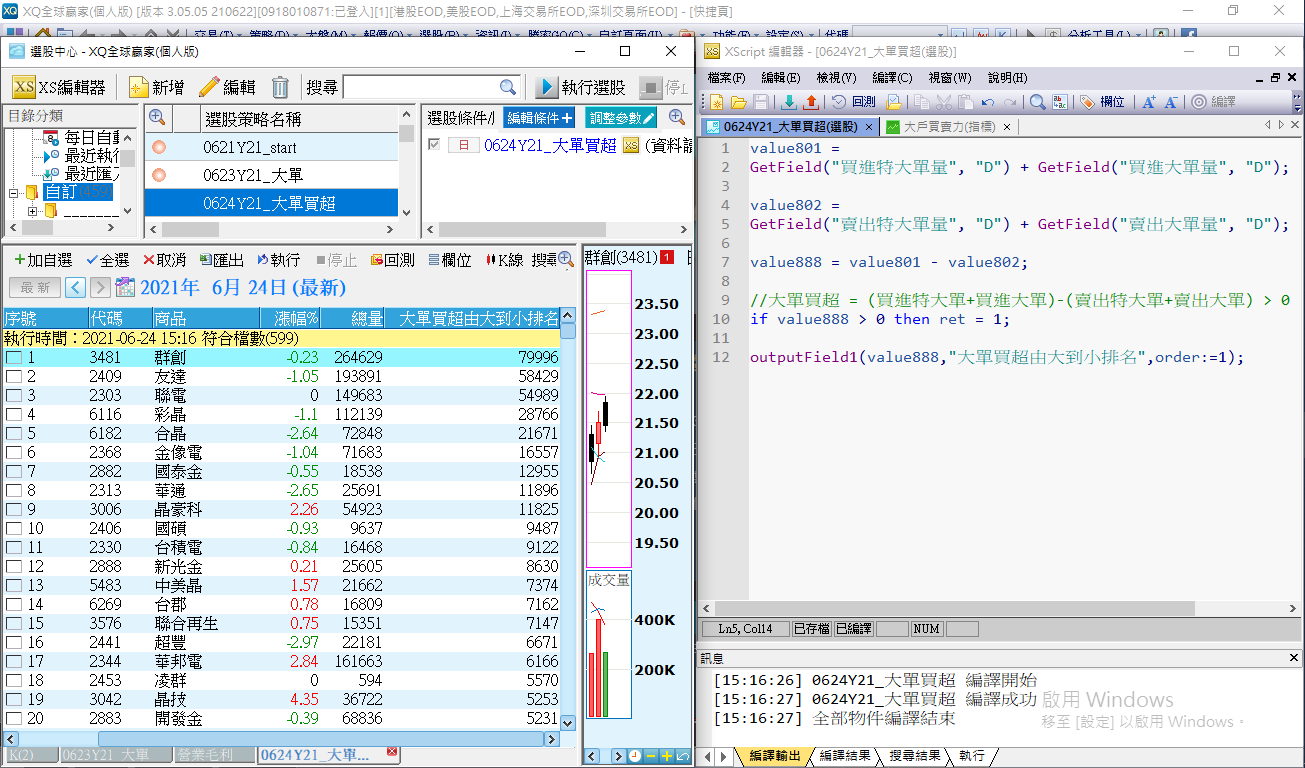 XQ全球贏家(個人版) [版本 3.05.05 210622][0918010871:已登入][1][港股EOD,美股EOD,上海交易所EOD,深圳交易所EOD] - [快捷頁]
選股中心 - XQ全球贏家(個人版)
XS編輯器 新增 編輯 搜尋 執行選股
目錄分類
每日自動
最近執行
最近匯入
自訂(459)
選股策略名稱
0621Y21_start
0623Y21_大單
0624Y21_大單買超
選股條件/ 編輯條件+ 調整參數
日 0624Y21_大單買超 XS
+加自選 全選 取消 匯出 執行 停止 回測 欄位 K線 搜尋
最新 2021年 6月 24日 (最新)
序號 代碼 商品 漲幅% 總量 大單買超由大到小排名
執行時間：2021-06-24 15:16 符合檔數(599)
1 3481 群創 -0.23 264629 79996
2 2409 友達 -1.05 193891 58429
3 2303 聯電 0 149683 54989
4 6116 彩晶 -1.1 112139 28766
5 6182 合晶 -2.64 72848 21671
6 2368 金像電 -1.04 71683 16557
7 2882 國泰金 -0.55 18538 12955
8 2313 華通 -2.65 25691 11896
9 3006 晶豪科 2.26 54923 11825
10 2406 國碩 -0.93 9637 9487
11 2330 台積電 -0.84 16468 9122
12 2888 新光金 0.21 25605 8630
13 5483 中美晶 1.57 21662 7374
14 6269 台郡 0.78 16809 7162
15 3576 聯合再生 0.75 15351 7147
16 2441 超豐 -2.97 22181 6671
17 2344 華邦電 2.84 161663 6166
18 2453 凌群 0 594 5570
19 3042 晶技 4.35 36722 5253
20 2883 開發金 -0.39 68836 5231
K(2) 0623Y21_大單 營業毛利 0624Y21_大單...
群創(3481) 1
23.50
23.00
22.50
22.00
21.50
21.00
20.50
20.00
19.50
成交量
400K
200K
XScript 編輯器 - [0624Y21_大單買超(選股)]
檔案(F) 編輯(E) 檢視(V) 編譯(C) 視窗(W) 說明(H)
回測 欄位 A A 編譯
0624Y21_大單買超(選股) × 大戶買賣力(指標) ×
1 value801 =
2 GetField("買進特大單量", "D") + GetField("買進大單量", "D");
3
4 value802 =
5 GetField("賣出特大單量", "D") + GetField("賣出大單量", "D");
6
7 value888 = value801 - value802;
8
9 //大單買超 = (買進特大單+買進大單)-(賣出特大單+賣出大單) > 0
10 if value888 > 0 then ret = 1;
11
12 outputField1(value888,"大單買超由大到小排名",order:=1);
Ln5, Col14 已存檔 已編譯 NUM
訊息
[15:16:26] 0624Y21_大單買超 編譯開始
[15:16:27] 0624Y21_大單買超 編譯成功
[15:16:27] 全部物件編譯結束
啟用 Windows
移至 [設定] 以啟用 Windows。
編譯輸出 編譯結果 搜尋結果 執行